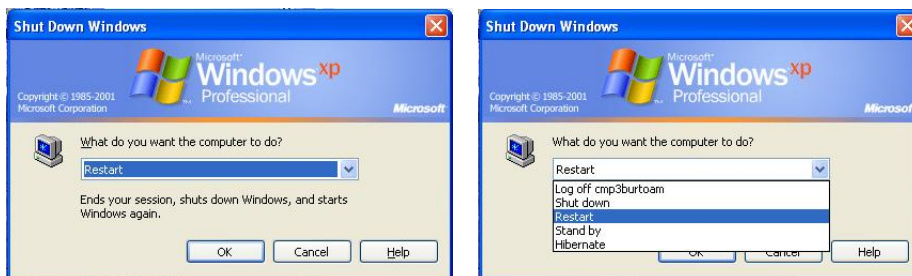 Shut Down Windows
Microsoft
Windows xp
Professional
Copyright © 1985-2001
Microsoft Corporation
Microsoft
What do you want the computer to do?
Restart
Ends your session, shuts down Windows, and starts
Windows again.
OK
Cancel
Help
Shut Down Windows
Microsoft
Windows xp
Professional
Copyright © 1985-2001
Microsoft Corporation
Microsof
What do you want the computer to do?
Restart
Log off cmp3burtoam
Shut down
Restart
Stand by
Hibernate
OK
Cancel
Help